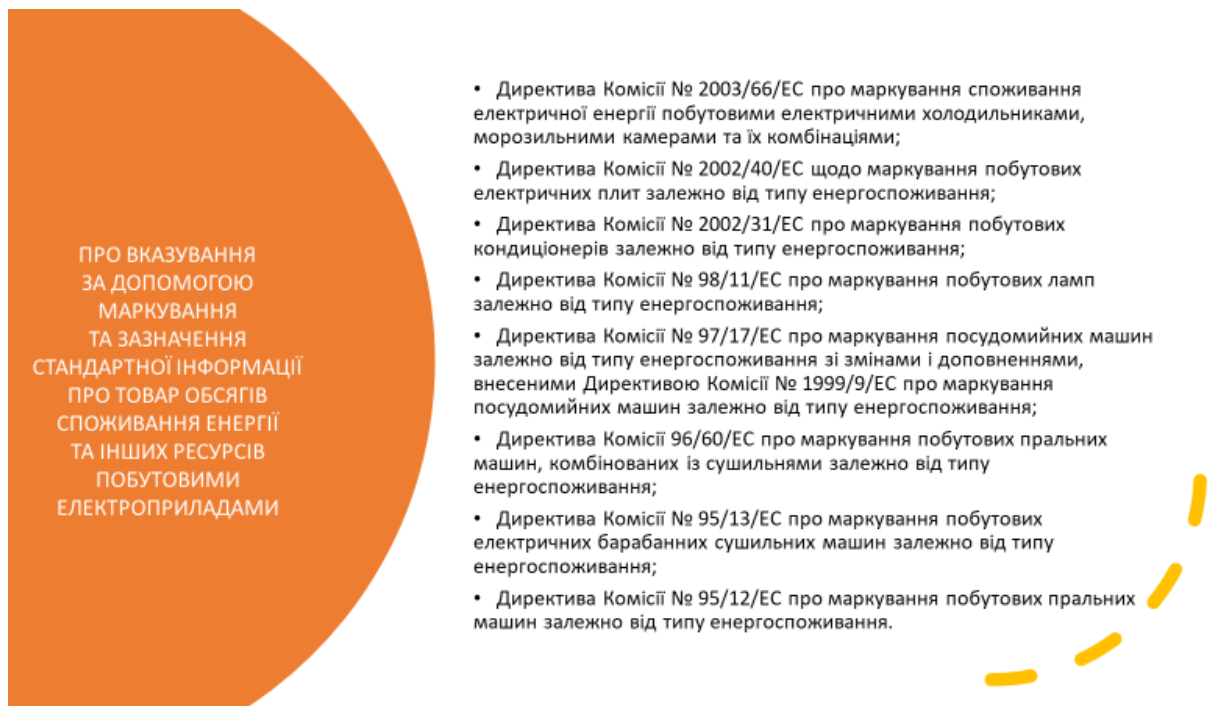 ПРО ВКАЗУВАННЯ
ЗА ДОПОМОГОЮ
МАРКУВАННЯ
ТА ЗАЗНАЧЕННЯ
СТАНДАРТНОЇ ІНФОРМАЦІЇ
ПРО ТОВАР ОБСЯГІВ
СПОЖИВАННЯ ЕНЕРГІЇ
ТА ІНШИХ РЕСУРСІВ
ПОБУТОВИМИ
ЕЛЕКТРОПРИЛАДАМИ
• Директива Комісії № 2003/66/ЕС про маркування споживання
електричної енергії побутовими електричними холодильниками,
морозильними камерами та їх комбінаціями;
• Директива Комісії № 2002/40/ЕС щодо маркування побутових
електричних плит залежно від типу енергоспоживання;
• Директива Комісії № 2002/31/ЕС про маркування побутових
кондиціонерів залежно від типу енергоспоживання;
• Директива Комісії № 98/11/ЕС про маркування побутових ламп
залежно від типу енергоспоживання;
• Директива Комісії № 97/17/ЕС про маркування посудомийних машин
залежно від типу енергоспоживання зі змінами і доповненнями,
внесеними Директивою Комісії № 1999/9/ЕС про маркування
посудомийних машин залежно від типу енергоспоживання;
• Директива Комісії 96/60/ЕС про маркування побутових пральних
машин, комбінованих із сушильнями залежно від типу
енергоспоживання;
• Директива Комісії № 95/13/ЕС про маркування побутових
електричних барабанних сушильних машин залежно від типу
енергоспоживання;
• Директива Комісії № 95/12/ЕС про маркування побутових пральних
машин залежно від типу енергоспоживання.